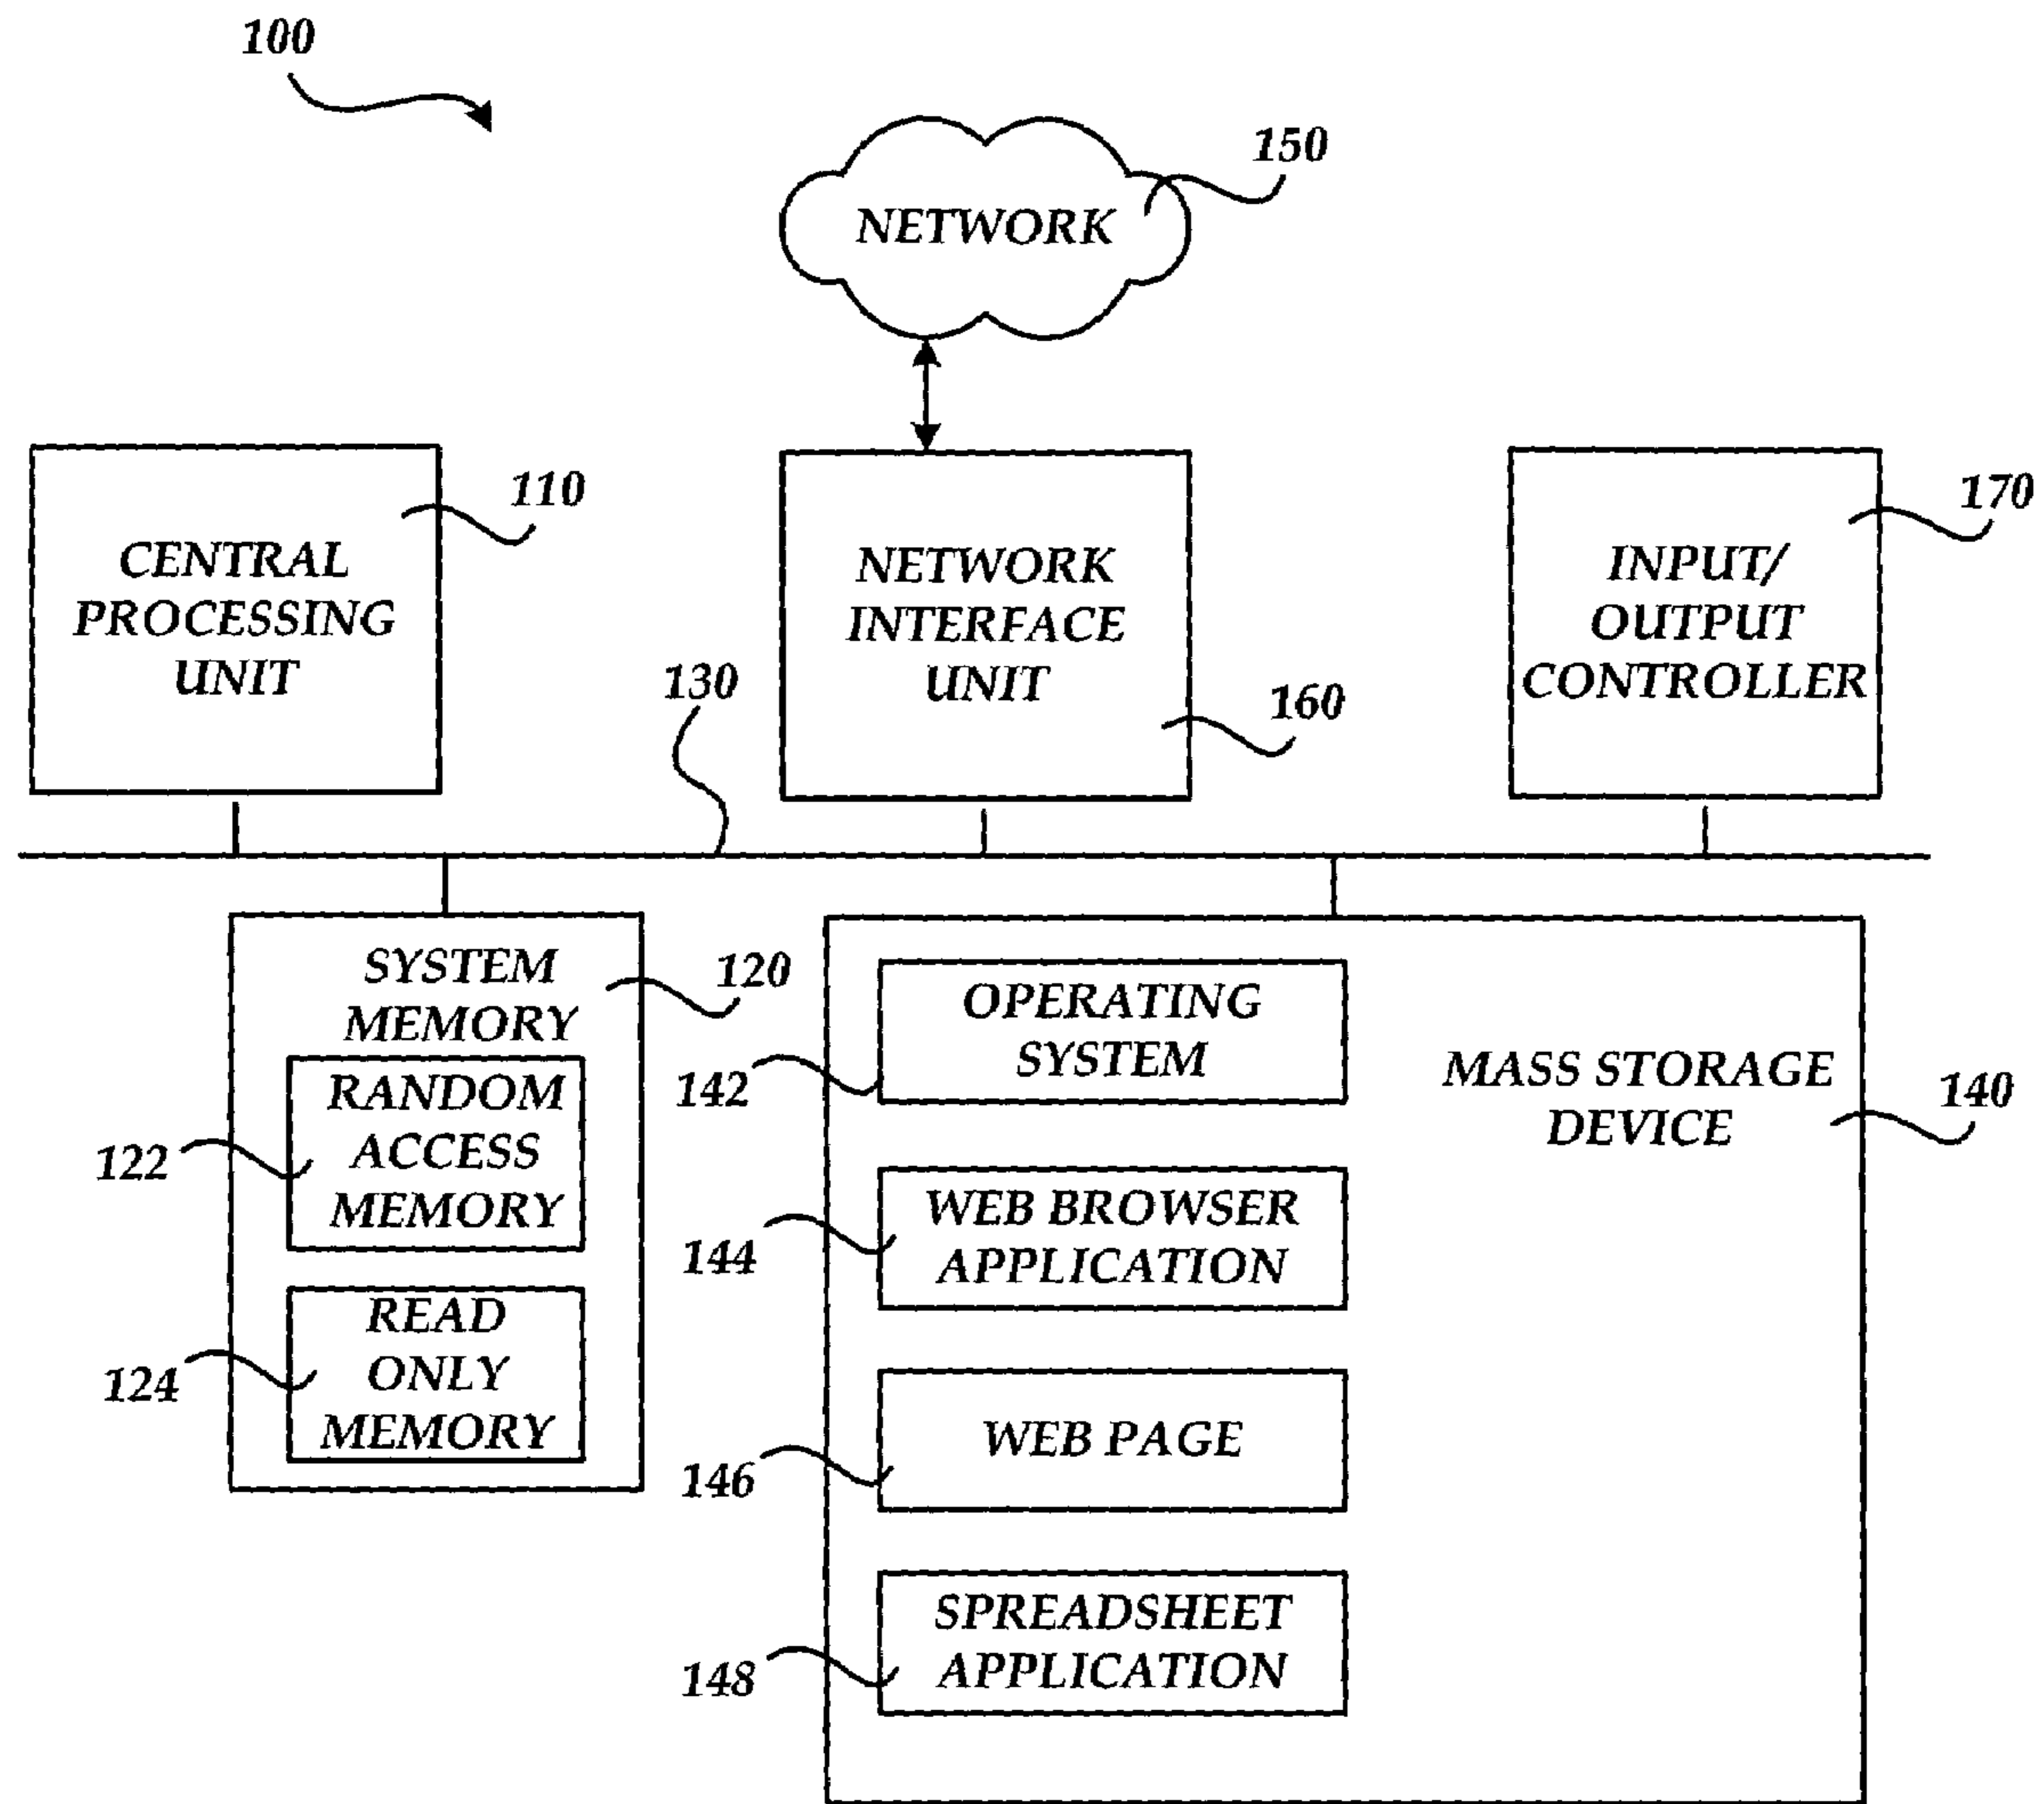 100
150
NETWORK
110
CENTRAL
PROCESSING
UNIT
NETWORK
INTERFACE
UNIT
160
170
INPUT/
OUTPUT
CONTROLLER
130
SYSTEM
MEMORY
120
RANDOM
ACCESS
MEMORY
122
READ
ONLY
MEMORY
124
OPERATING
SYSTEM
142
MASS STORAGE
DEVICE
140
WEB BROWSER
APPLICATION
144
WEB PAGE
146
SPREADSHEET
APPLICATION
148